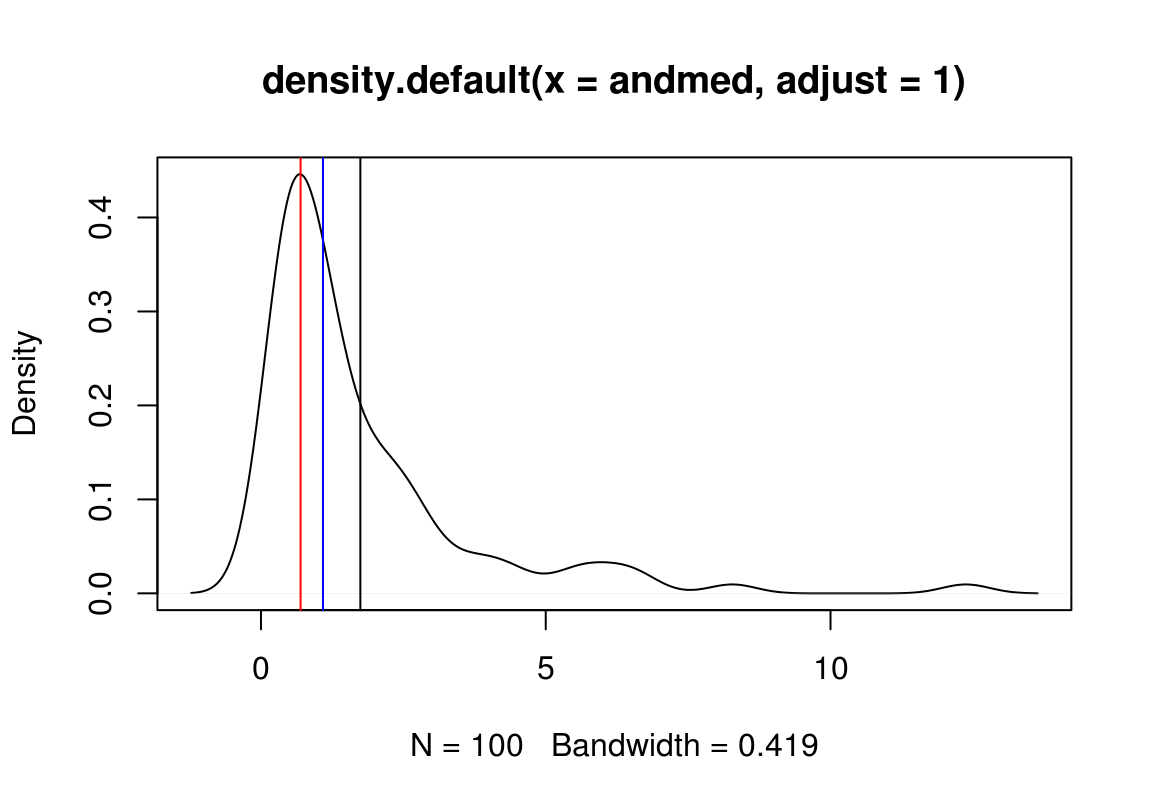 density.default(x = andmed, adjust = 1)
Density
0.4
0.3
0.2
0.1
0.0
0 5 10
N = 100 Bandwidth = 0.419